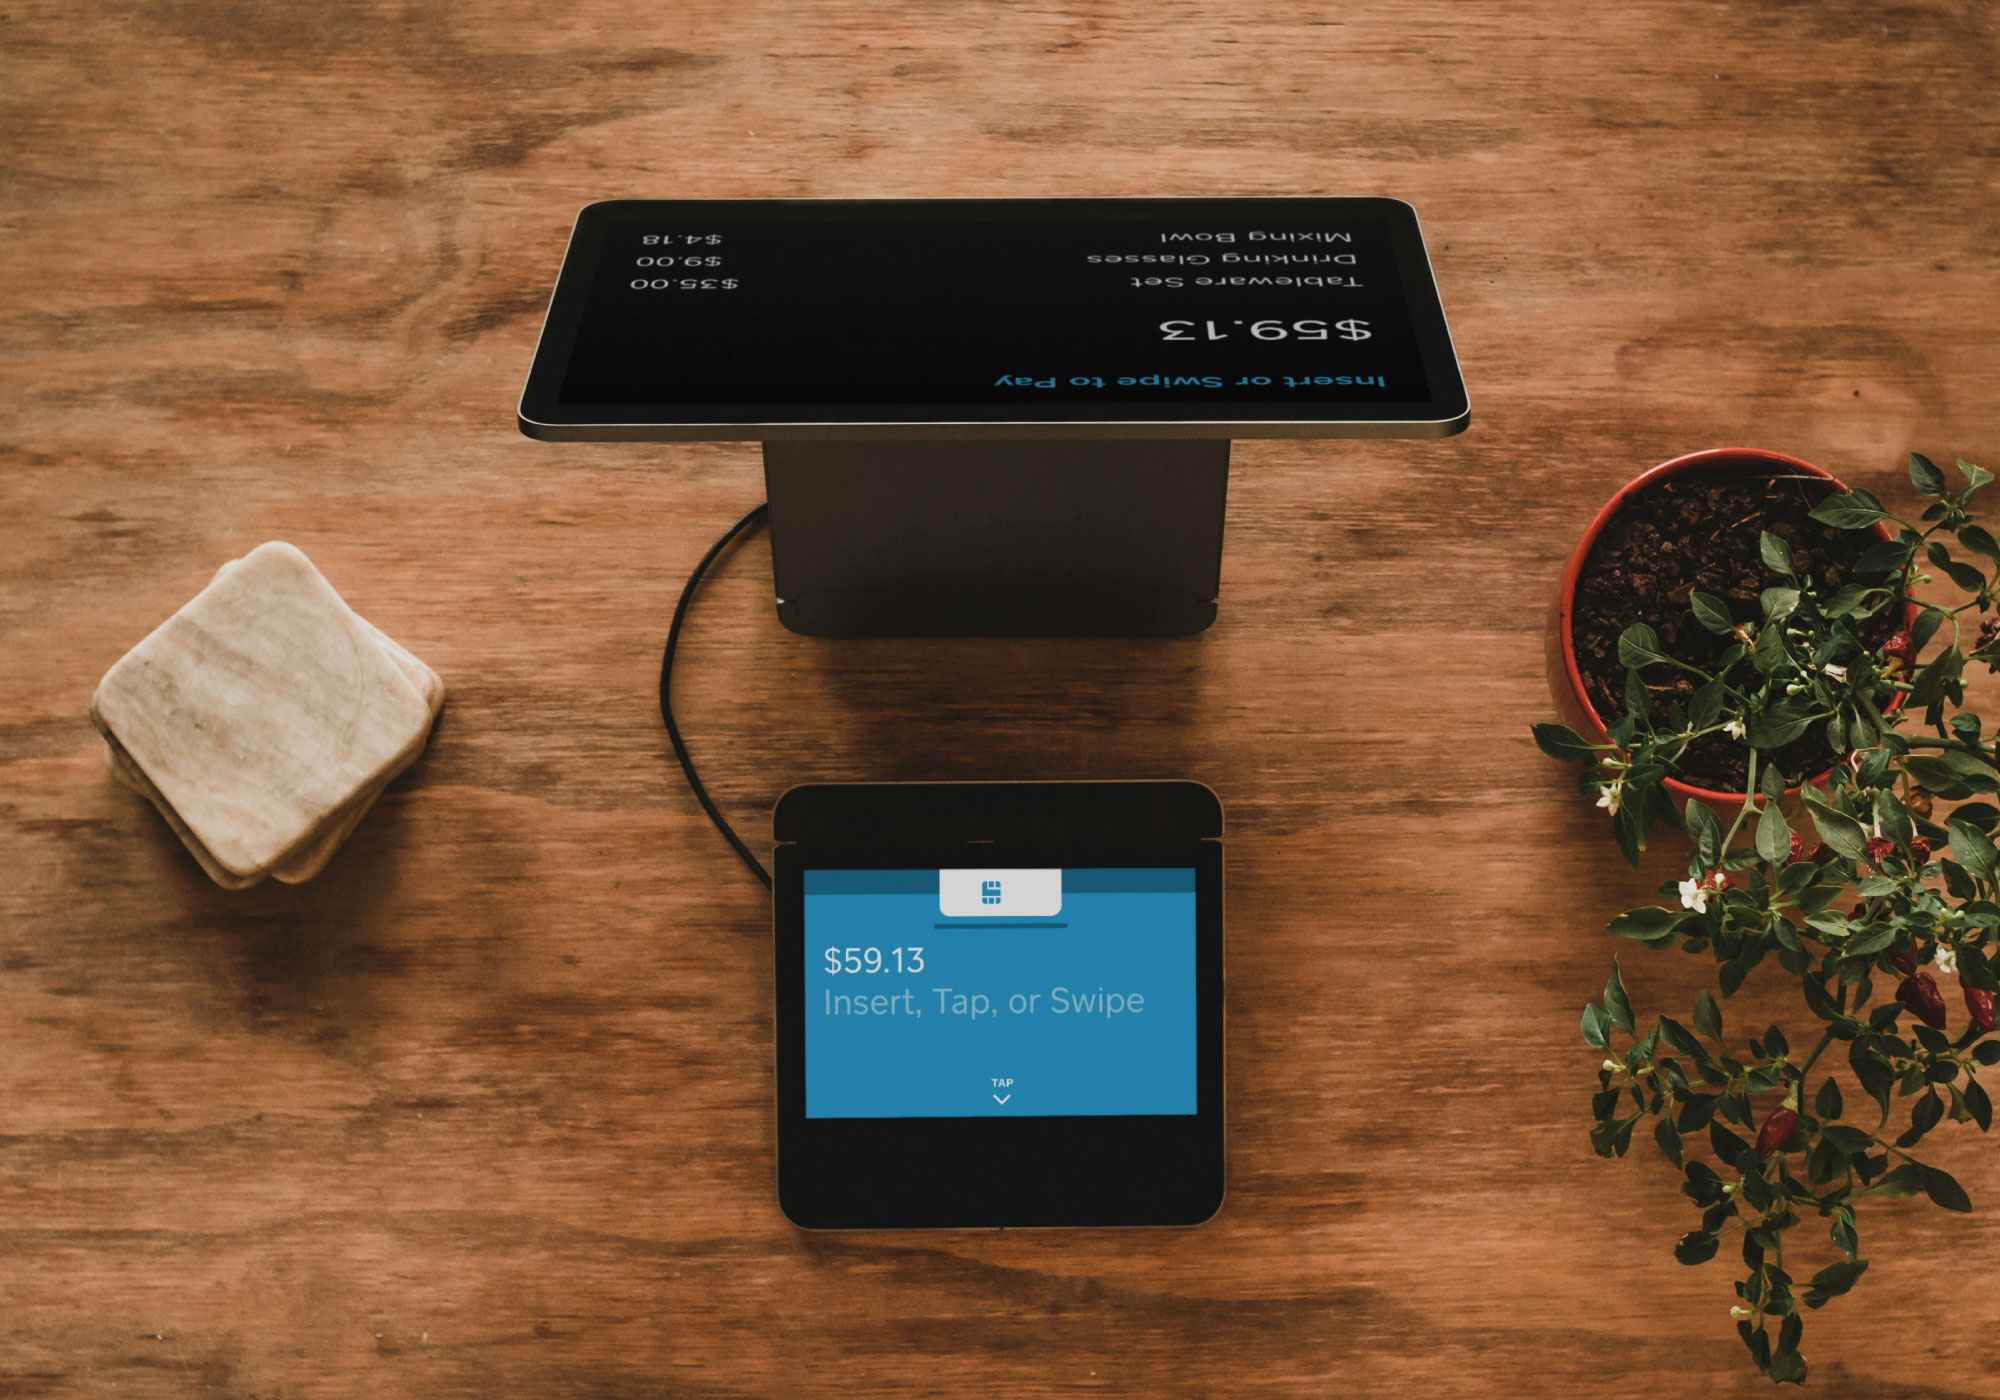 Insert or Swipe to Pay
$59.13
Tableware Set $35.00
Drinking Glasses $9.00
Mixing Bowl $4.18
$59.13
Insert, Tap, or Swipe
TAP